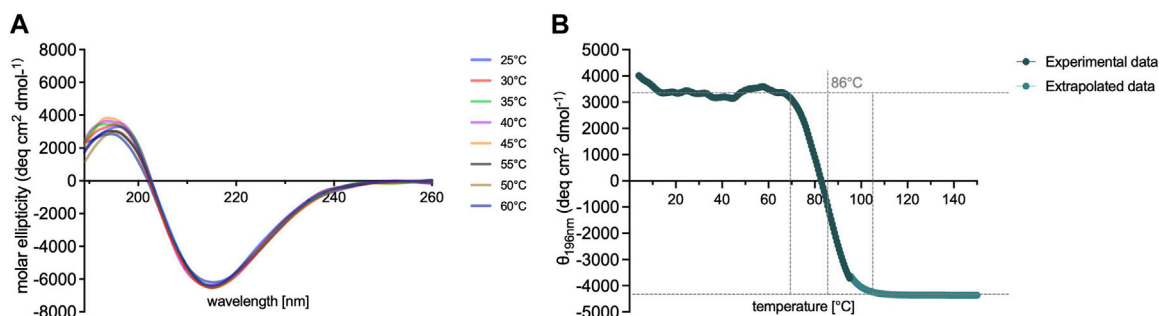 A
molar ellipticity (deq cm2 dmol-1)
8000
6000
4000
2000
0
-2000
-4000
-6000
-8000
200
220
240
260
wavelength [nm]
25°C
30°C
35°C
40°C
45°C
55°C
50°C
60°C
B
θ196nm (deq cm2 dmol-1)
5000
4000
3000
2000
1000
0
-1000
-2000
-3000
-4000
-5000
20
40
60
80
100
120
140
86°C
temperature [°C]
Experimental data
Extrapolated data